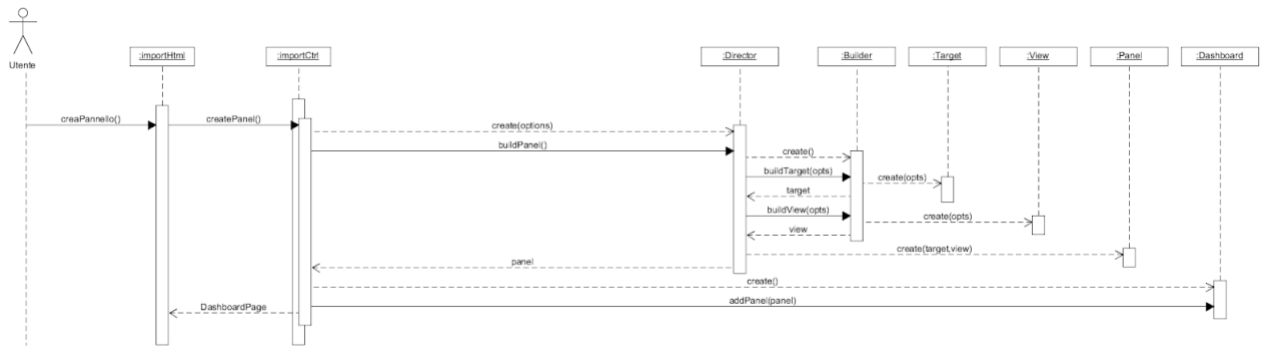 Utente
:importHtml
:importCtrl
:Director
:Builder
:Target
:View
:Panel
:Dashboard
creaPannello()
createPanel()
create(options)
buildPanel()
create()
buildTarget(opts)
create(opts)
target
buildView(opts)
create(opts)
view
create(target,view)
panel
create()
addPanel(panel)
DashboardPage